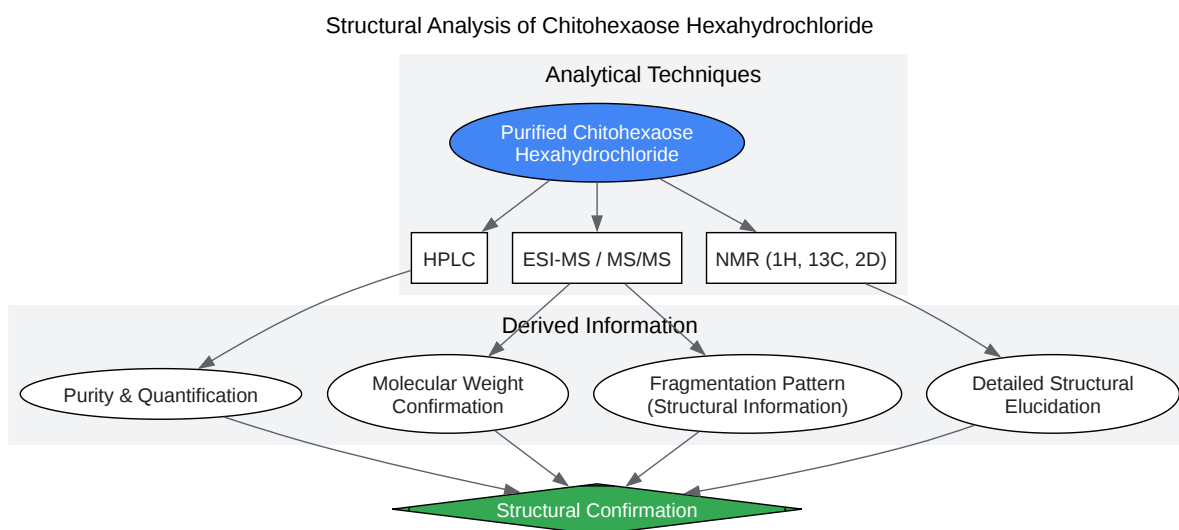 Structural Analysis of Chitohexaose Hexahydrochloride
Analytical Techniques
Purified Chitohexaose
Hexahydrochloride
HPLC
ESI-MS / MS/MS
NMR (1H, 13C, 2D)
Derived Information
Purity & Quantification
Molecular Weight
Confirmation
Fragmentation Pattern
(Structural Information)
Detailed Structural
Elucidation
Structural Confirmation